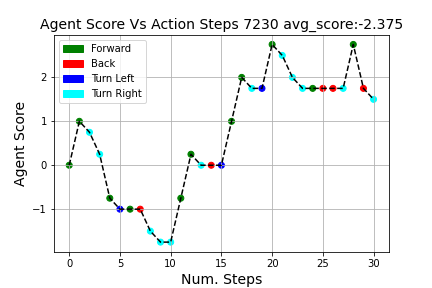 Agent Score Vs Action Steps 7230 avg_score:-2.375
Forward
Back
Turn Left
Turn Right
Agent Score
2
1
0
−1
0 5 10 15 20 25 30
Num. Steps